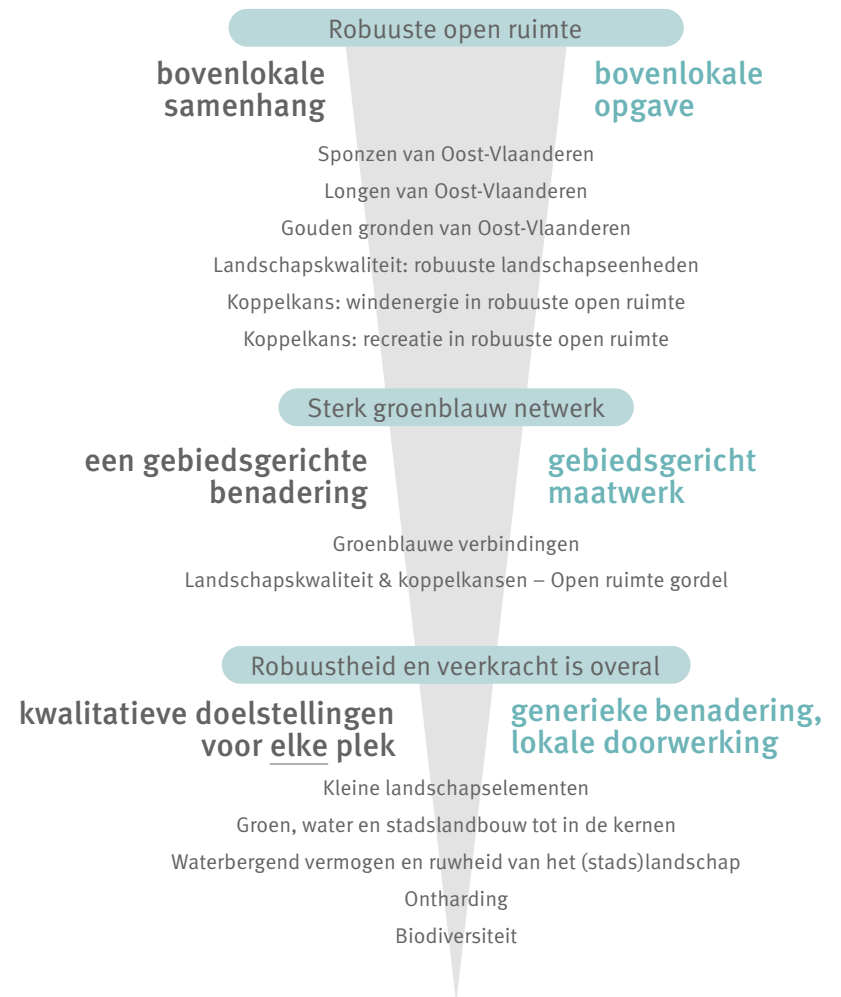 Robuuste open ruimte
bovenlokale
samenhang
bovenlokale
opgave
Sponzen van Oost-Vlaanderen
Longen van Oost-Vlaanderen
Gouden gronden van Oost-Vlaanderen
Landschapskwaliteit: robuuste landschapseenheden
Koppelkans: windenergie in robuuste open ruimte
Koppelkans: recreatie in robuuste open ruimte
Sterk groenblauw netwerk
een gebiedsgerichte
benadering
gebiedsgericht
maatwerk
Groenblauwe verbindingen
Landschapskwaliteit & koppelkansen – Open ruimte gordel
Robuustheid en veerkracht is overal
kwalitatieve doelstellingen
voor elke plek
generieke benadering,
lokale doorwerking
Kleine landschapselementen
Groen, water en stadslandbouw tot in de kernen
Waterbergend vermogen en ruwheid van het (stads)landschap
Ontharding
Biodiversiteit